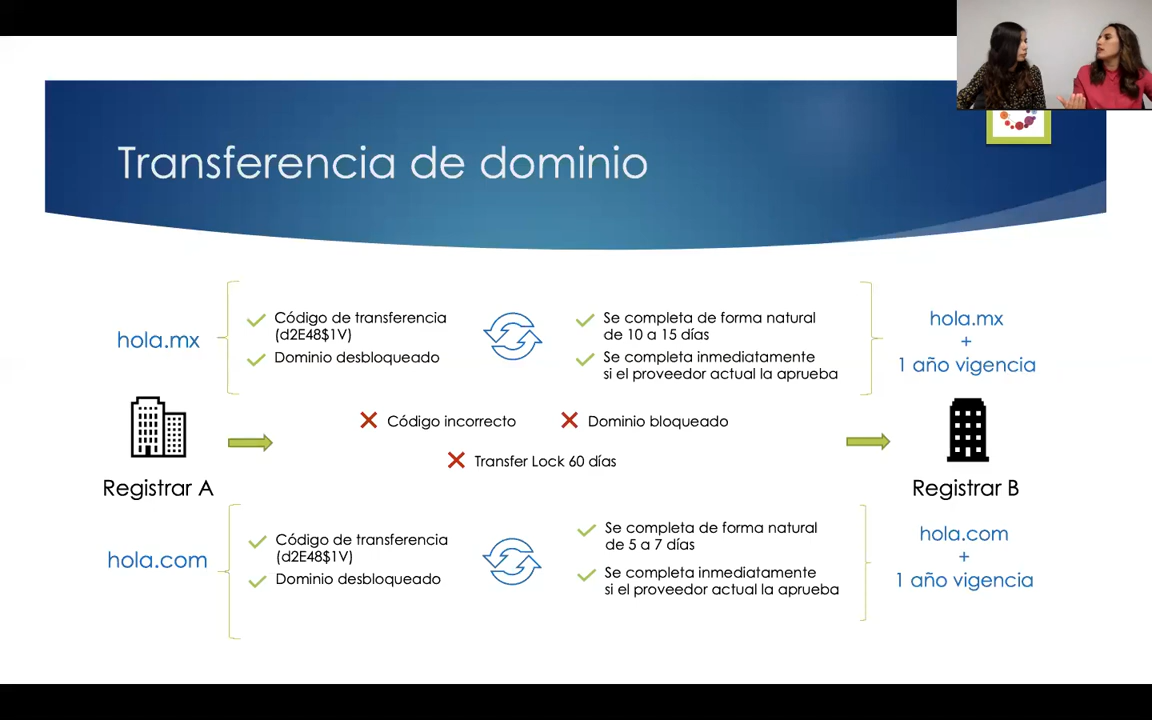 Transferencia de dominio
hola.mx
Código de transferencia
(d2E48$1V)
Dominio desbloqueado
Se completa de forma natural
de 10 a 15 días
Se completa inmediatamente
si el proveedor actual la aprueba
hola.mx
+
1 año vigencia
Código incorrecto
Dominio bloqueado
Transfer Lock 60 días
Registrar A
Registrar B
hola.com
Código de transferencia
(d2E48$1V)
Dominio desbloqueado
Se completa de forma natural
de 5 a 7 días
Se completa inmediatamente
si el proveedor actual la aprueba
hola.com
+
1 año vigencia